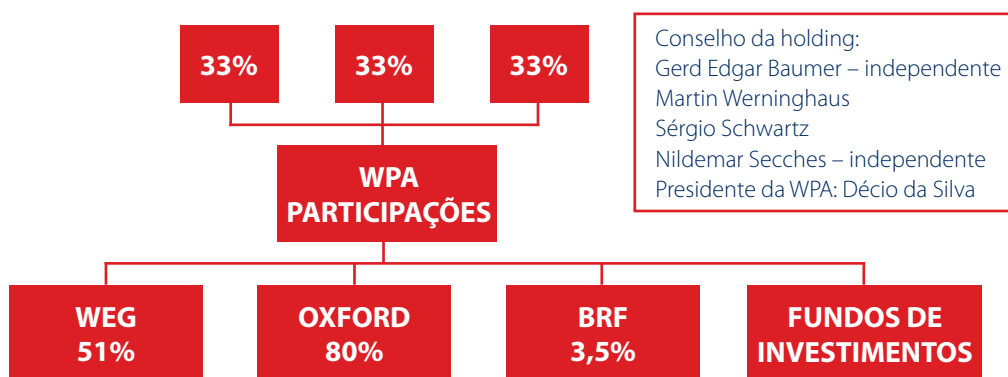 33%
33%
33%
Conselho da holding:
Gerd Edgar Baumer – independente
Martin Werninghaus
Sérgio Schwartz
Nildemar Secches – independente
Presidente da WPA: Décio da Silva
WPA
PARTICIPAÇÕES
WEG
51%
OXFORD
80%
BRF
3,5%
FUNDOS DE
INVESTIMENTOS